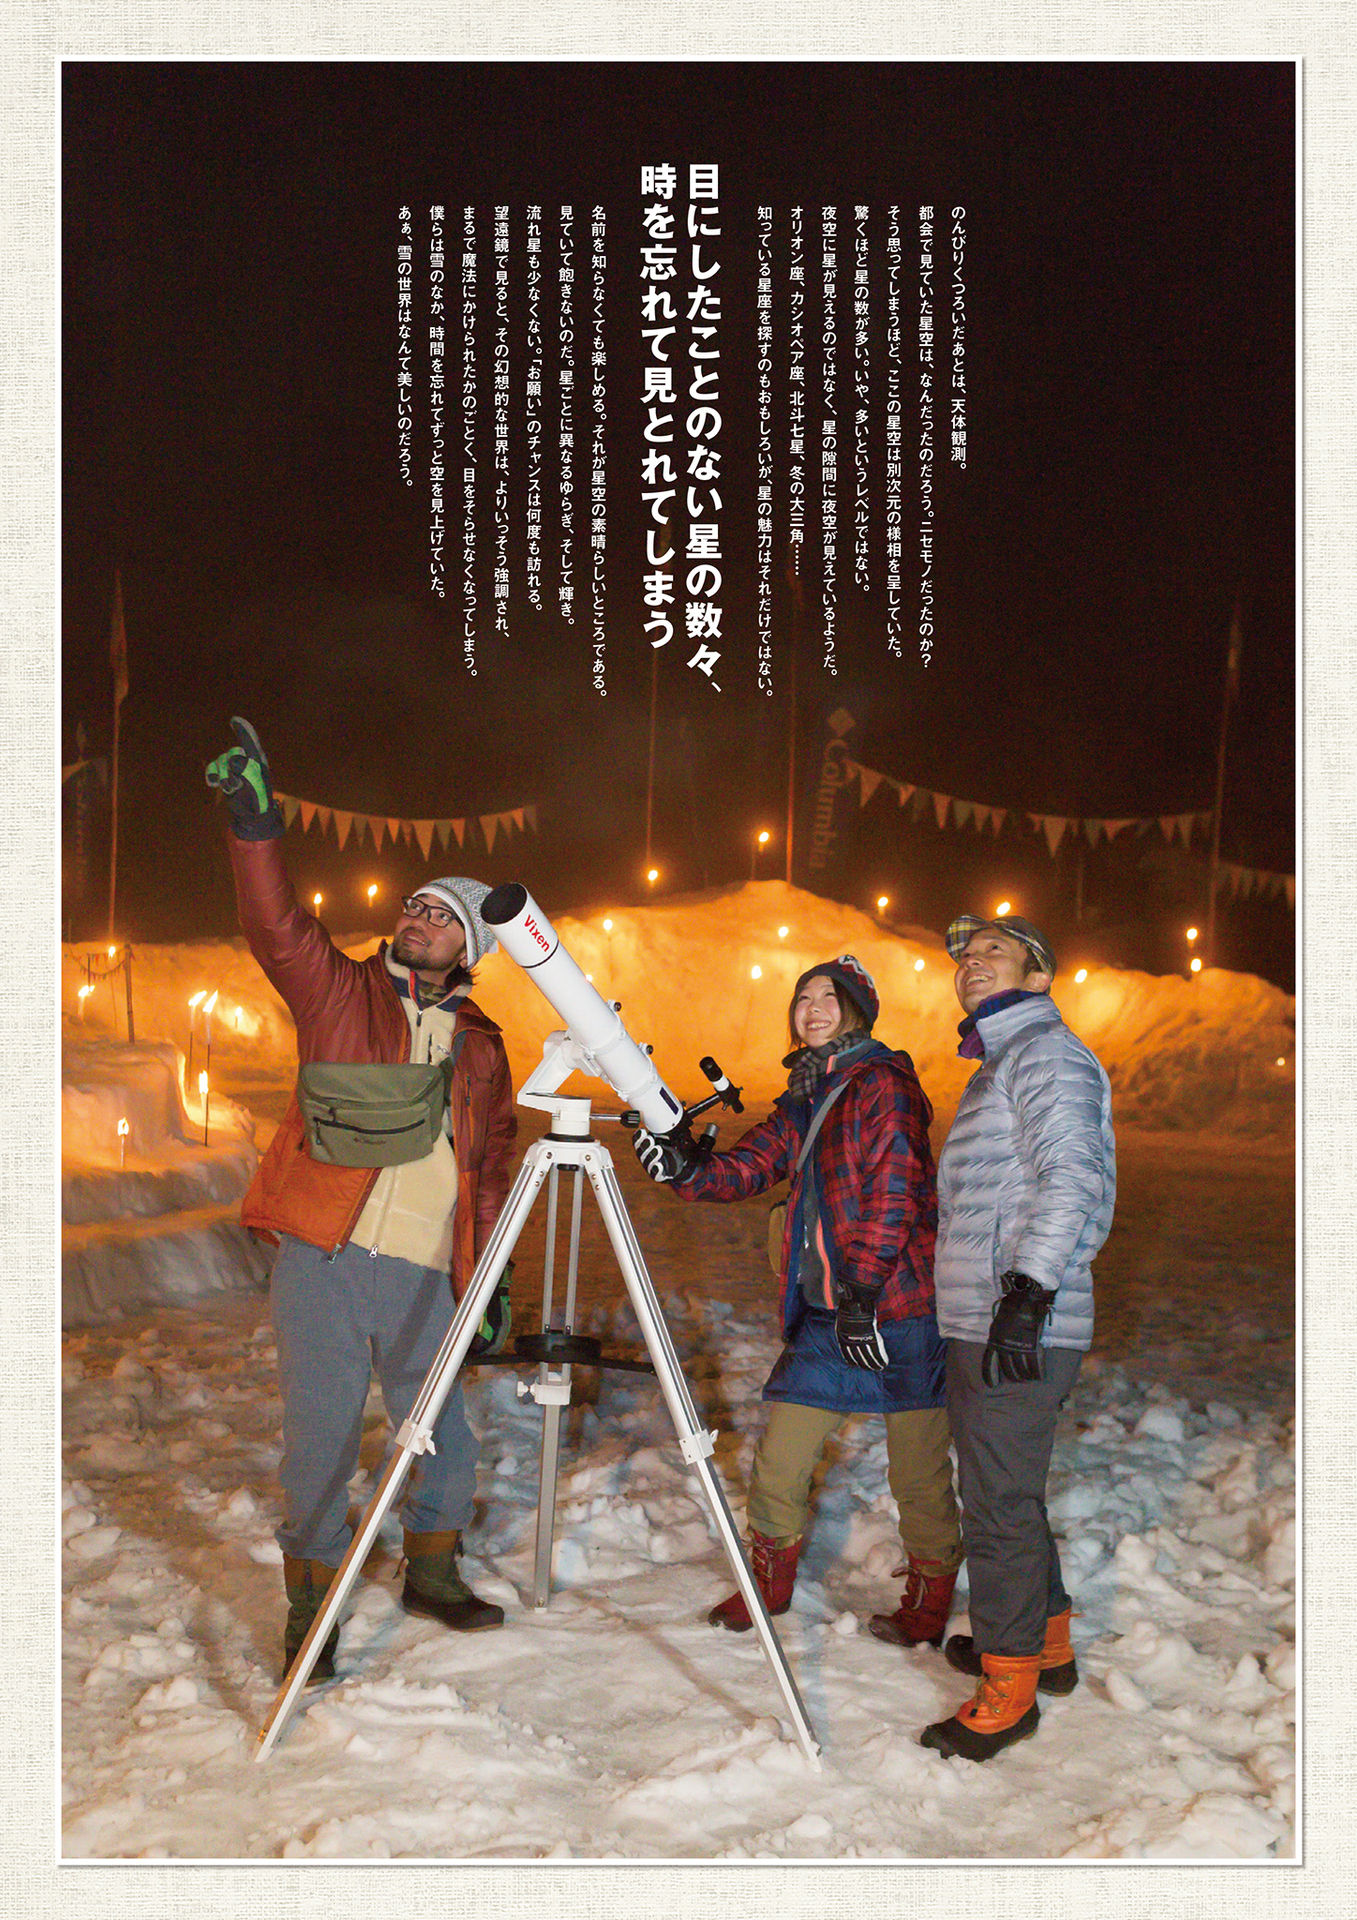 のんびりくつろいだあとは、天体観測。
都会で見ていた星空は、なんだったのだろう。ニセモノだったのか？
そう思ってしまうほど、ここの星空は別次元の様相を呈していた。
驚くほど星の数が多い。いや、多いというレベルではない。
夜空に星が見えるのではなく、星の隙間に夜空が見えているようだ。
オリオン座、カシオペア座、北斗七星、冬の大三角……
知っている星座を探すのもおもしろいが、星の魅力はそれだけではない。
目にしたことのない星の数々、
時を忘れて見とれてしまう
名前を知らなくても楽しめる。それが星空の素晴らしいところである。
見ていて飽きないのだ。星ごとに異なるゆらぎ、そして輝き。
流れ星も少なくない。「お願い」のチャンスは何度も訪れる。
望遠鏡で見ると、その幻想的な世界は、よりいっそう強調され、
まるで魔法にかけられたかのごとく、目をそらせなくなってしまう。
僕らは雪のなか、時間を忘れてずっと空を見上げていた。
あぁ、雪の世界はなんて美しいのだろう。
Columbia
Vixen
Columbia